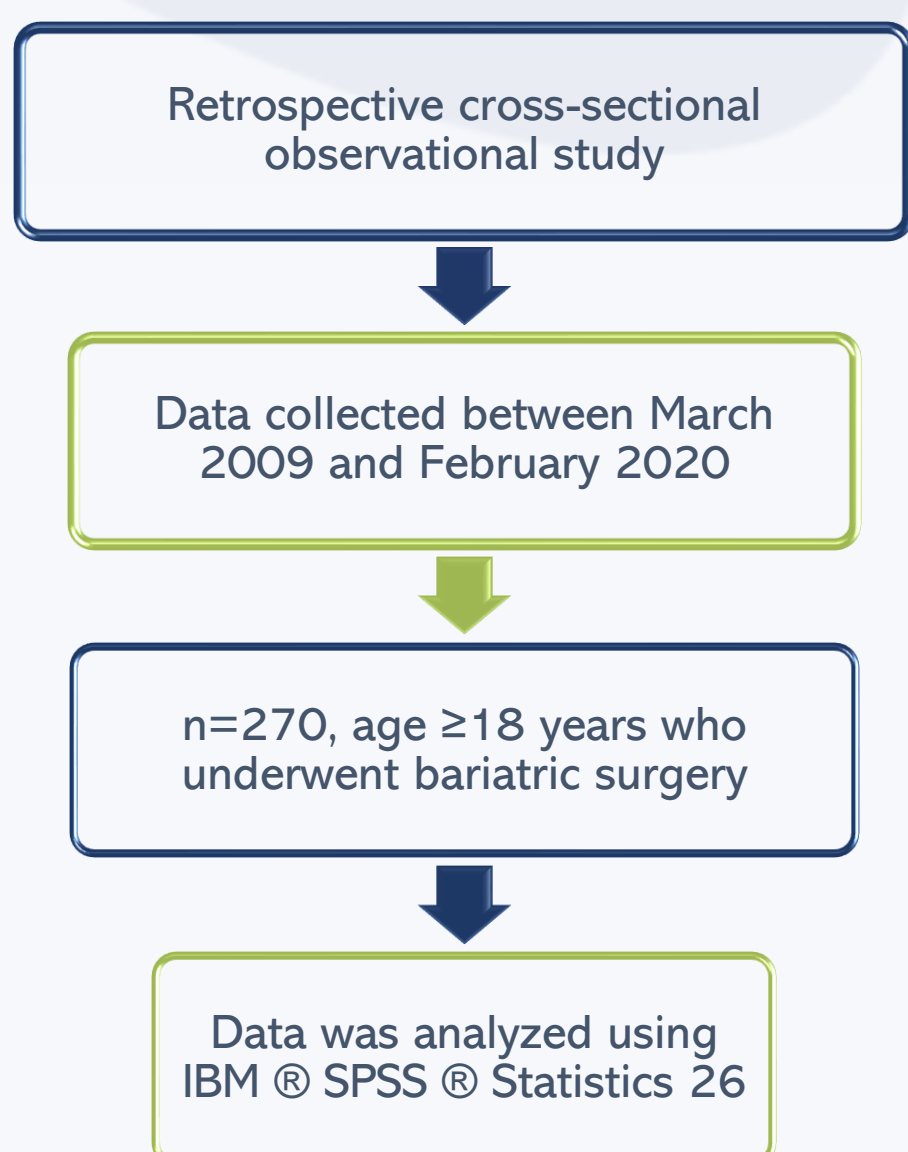 Retrospective cross-sectional
observational study
Data collected between March
2009 and February 2020
n=270, age ≥18 years who
underwent bariatric surgery
Data was analyzed using
IBM ® SPSS ® Statistics 26